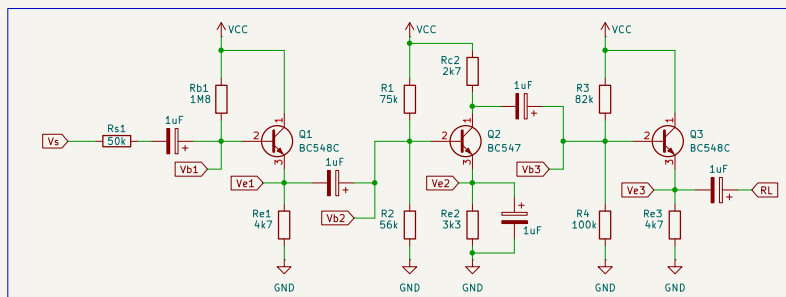 VCC
VCC
VCC
Rb1
1M8
R1
75k
Rc2
2k7
R3
82k
1uF
1uF
1
1
1
Vs
Rs1
50k
+
2
Q1
BC548C
2
Q2
BC547
+
2
Q3
BC548C
3
3
3
Vb1
1uF
Vb3
1uF
Ve1
+
Ve2
Ve3
+
RL
Vb2
Re1
4k7
R2
56k
Re2
3k3
+
1uF
R4
100k
Re3
4k7
GND
GND
GND
GND
GND